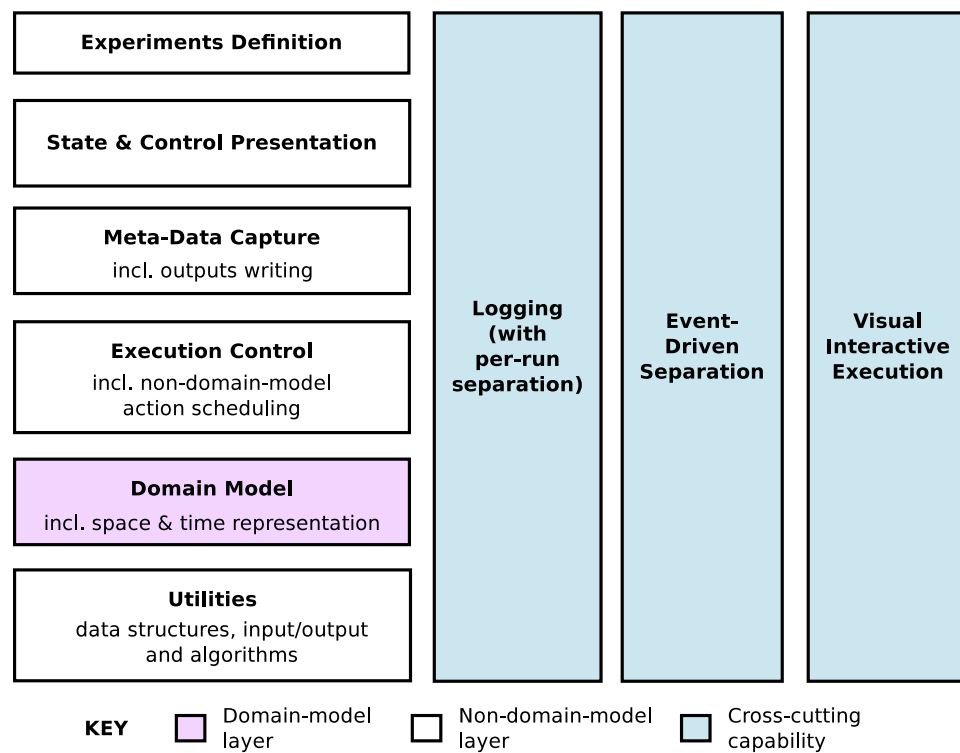 Experiments Definition
State & Control Presentation
Meta-Data Capture
incl. outputs writing
Execution Control
incl. non-domain-model
action scheduling
Domain Model
incl. space & time representation
Utilities
data structures, input/output
and algorithms
Logging
(with
per-run
separation)
Event-
Driven
Separation
Visual
Interactive
Execution
KEY
Domain-model
layer
Non-domain-model
layer
Cross-cutting
capability